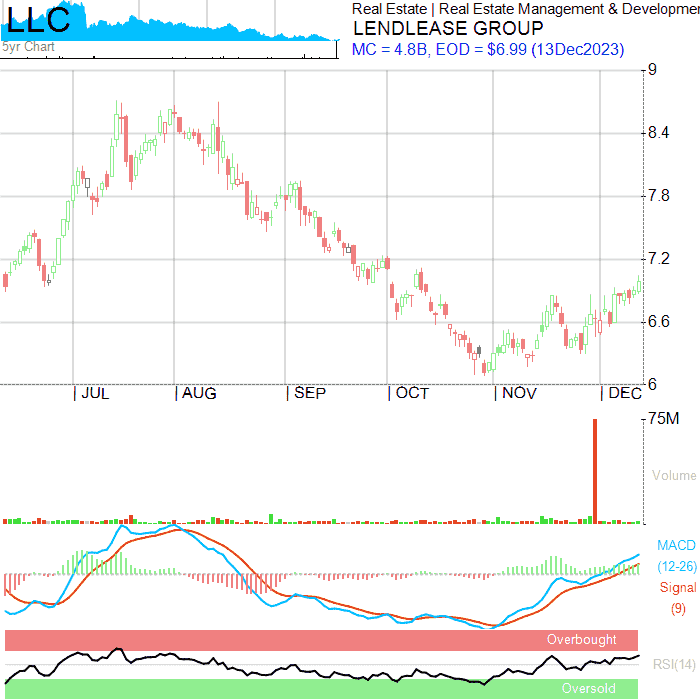 LLC
5yr Chart
Real Estate | Real Estate Management & Developmen
LENDLEASE GROUP
MC = 4.8B, EOD = $6.99 (13Dec2023)
9
8.4
7.8
7.2
6.6
6
JUL AUG SEP OCT NOV DEC
75M
Volume
MACD
(12-26)
Signal
(9)
Overbought
RSI(14)
Oversold